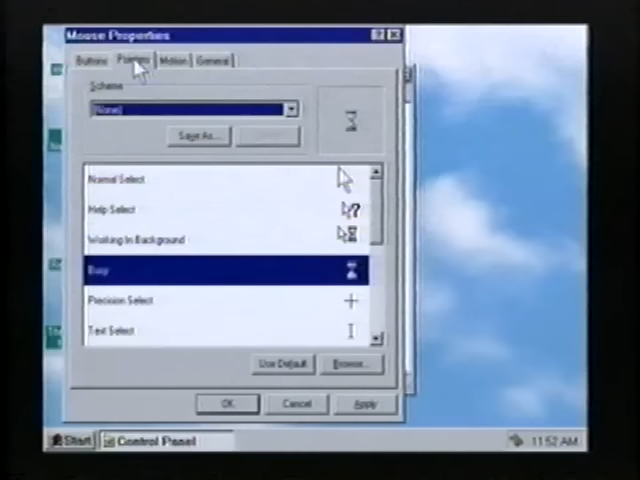 Mouse Properties
Buttons Pointers Motion General
Scheme
(None)
Save As...
Normal Select
Help Select
Working In Background
Busy
Precision Select
Text Select
Use Default Browse...
OK Cancel Apply
Start Control Panel 11:52 AM